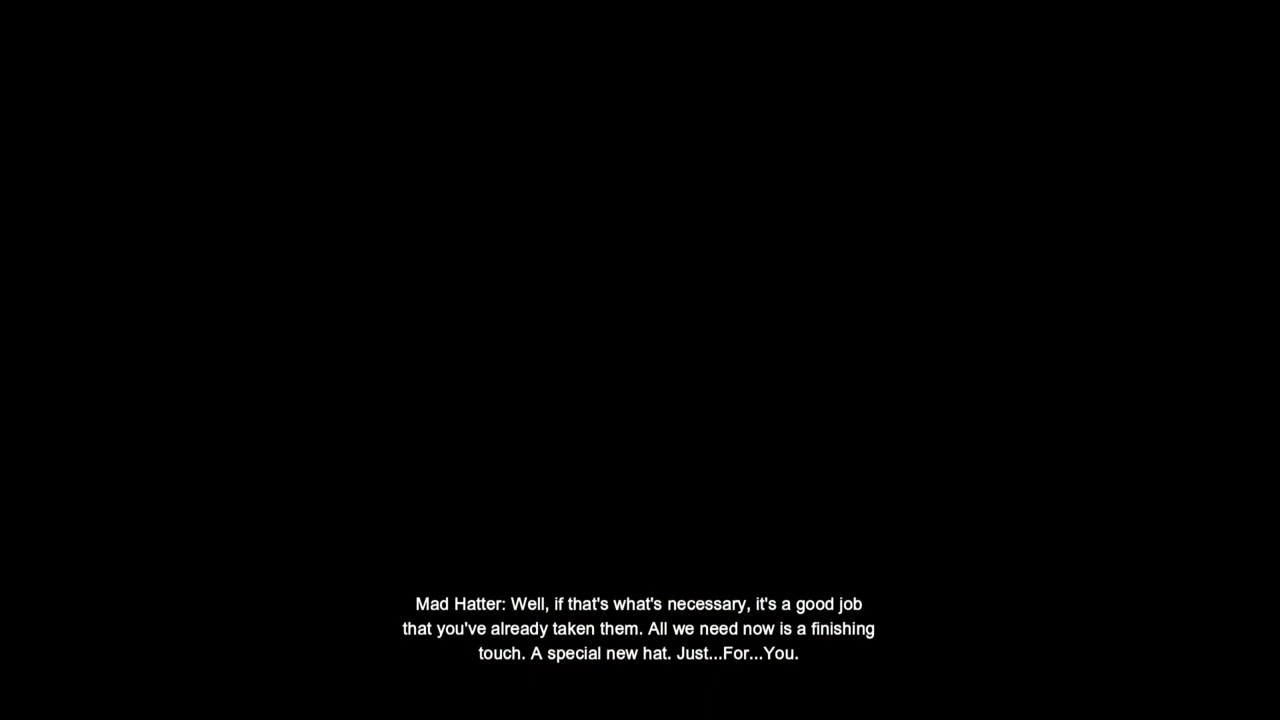 Mad Hatter: Well, if that's what's necessary, it's a good job
that you've already taken them. All we need now is a finishing
touch. A special new hat. Just...For...You.